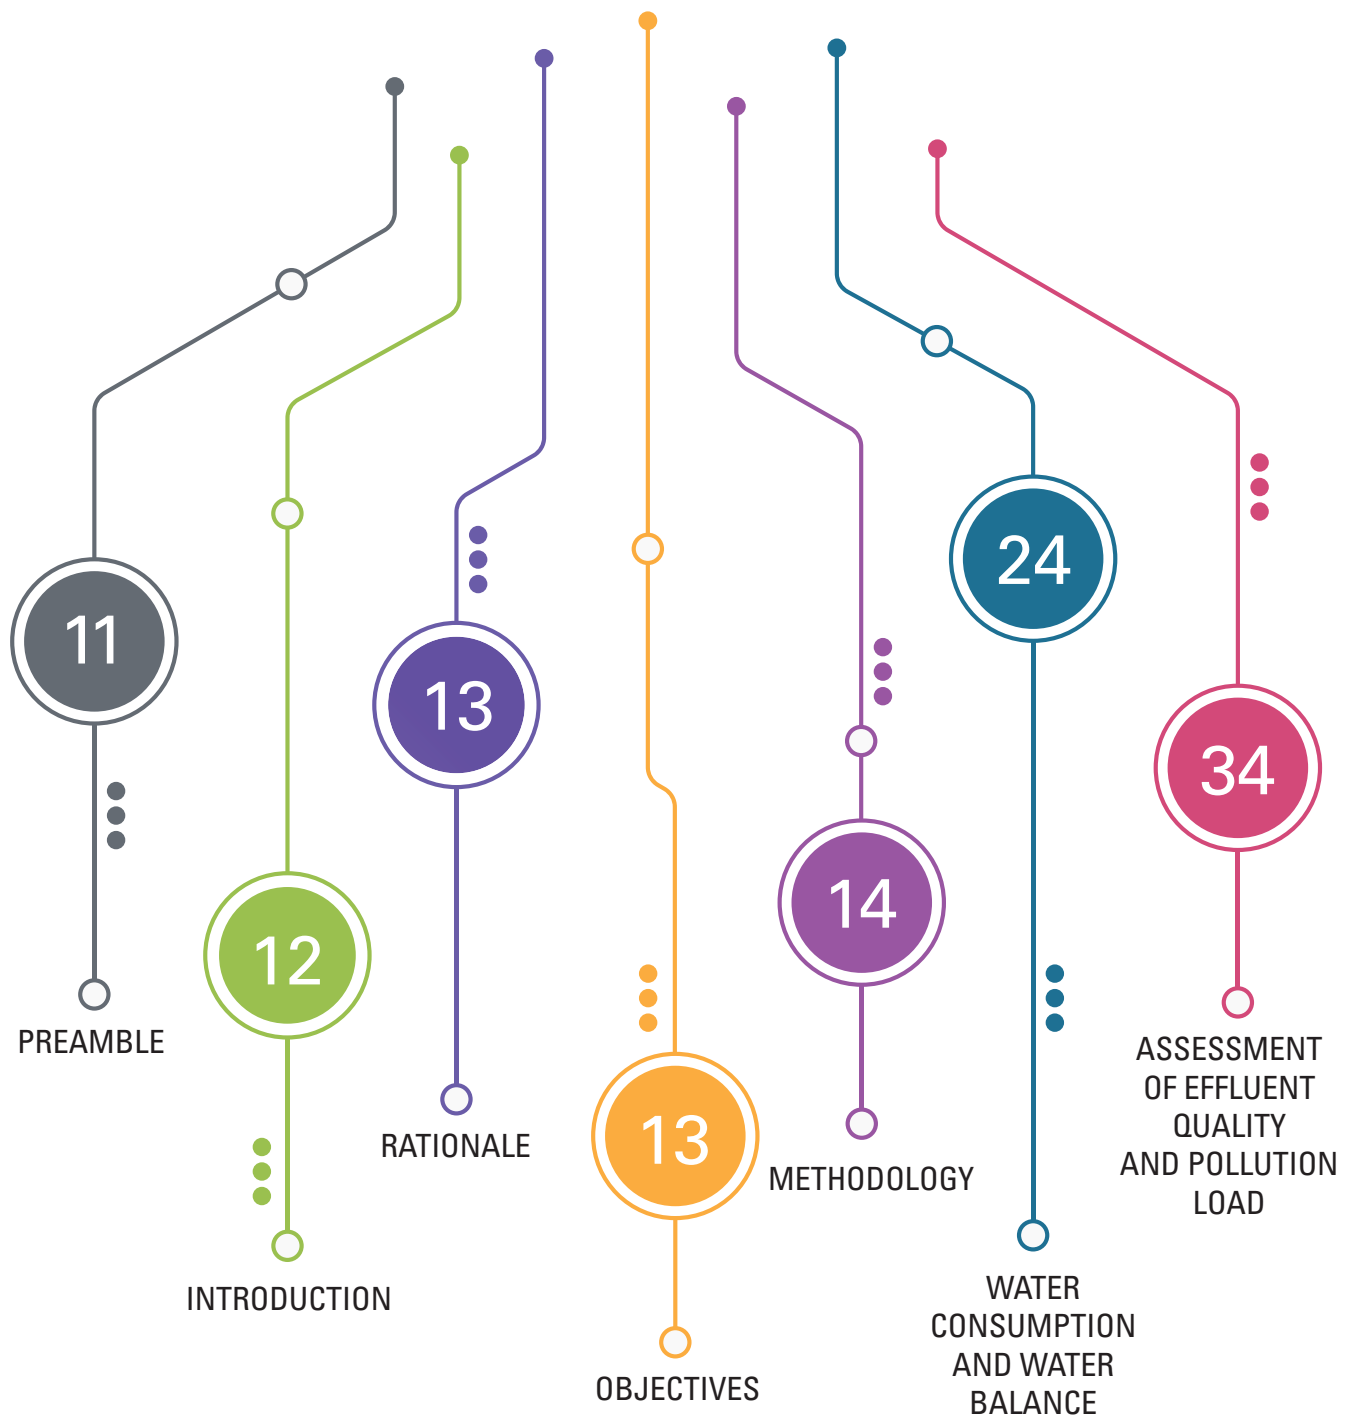 11
PREAMBLE
12
INTRODUCTION
13
RATIONALE
13
OBJECTIVES
14
METHODOLOGY
24
WATER
CONSUMPTION
AND WATER
BALANCE
34
ASSESSMENT
OF EFFLUENT
QUALITY
AND POLLUTION
LOAD